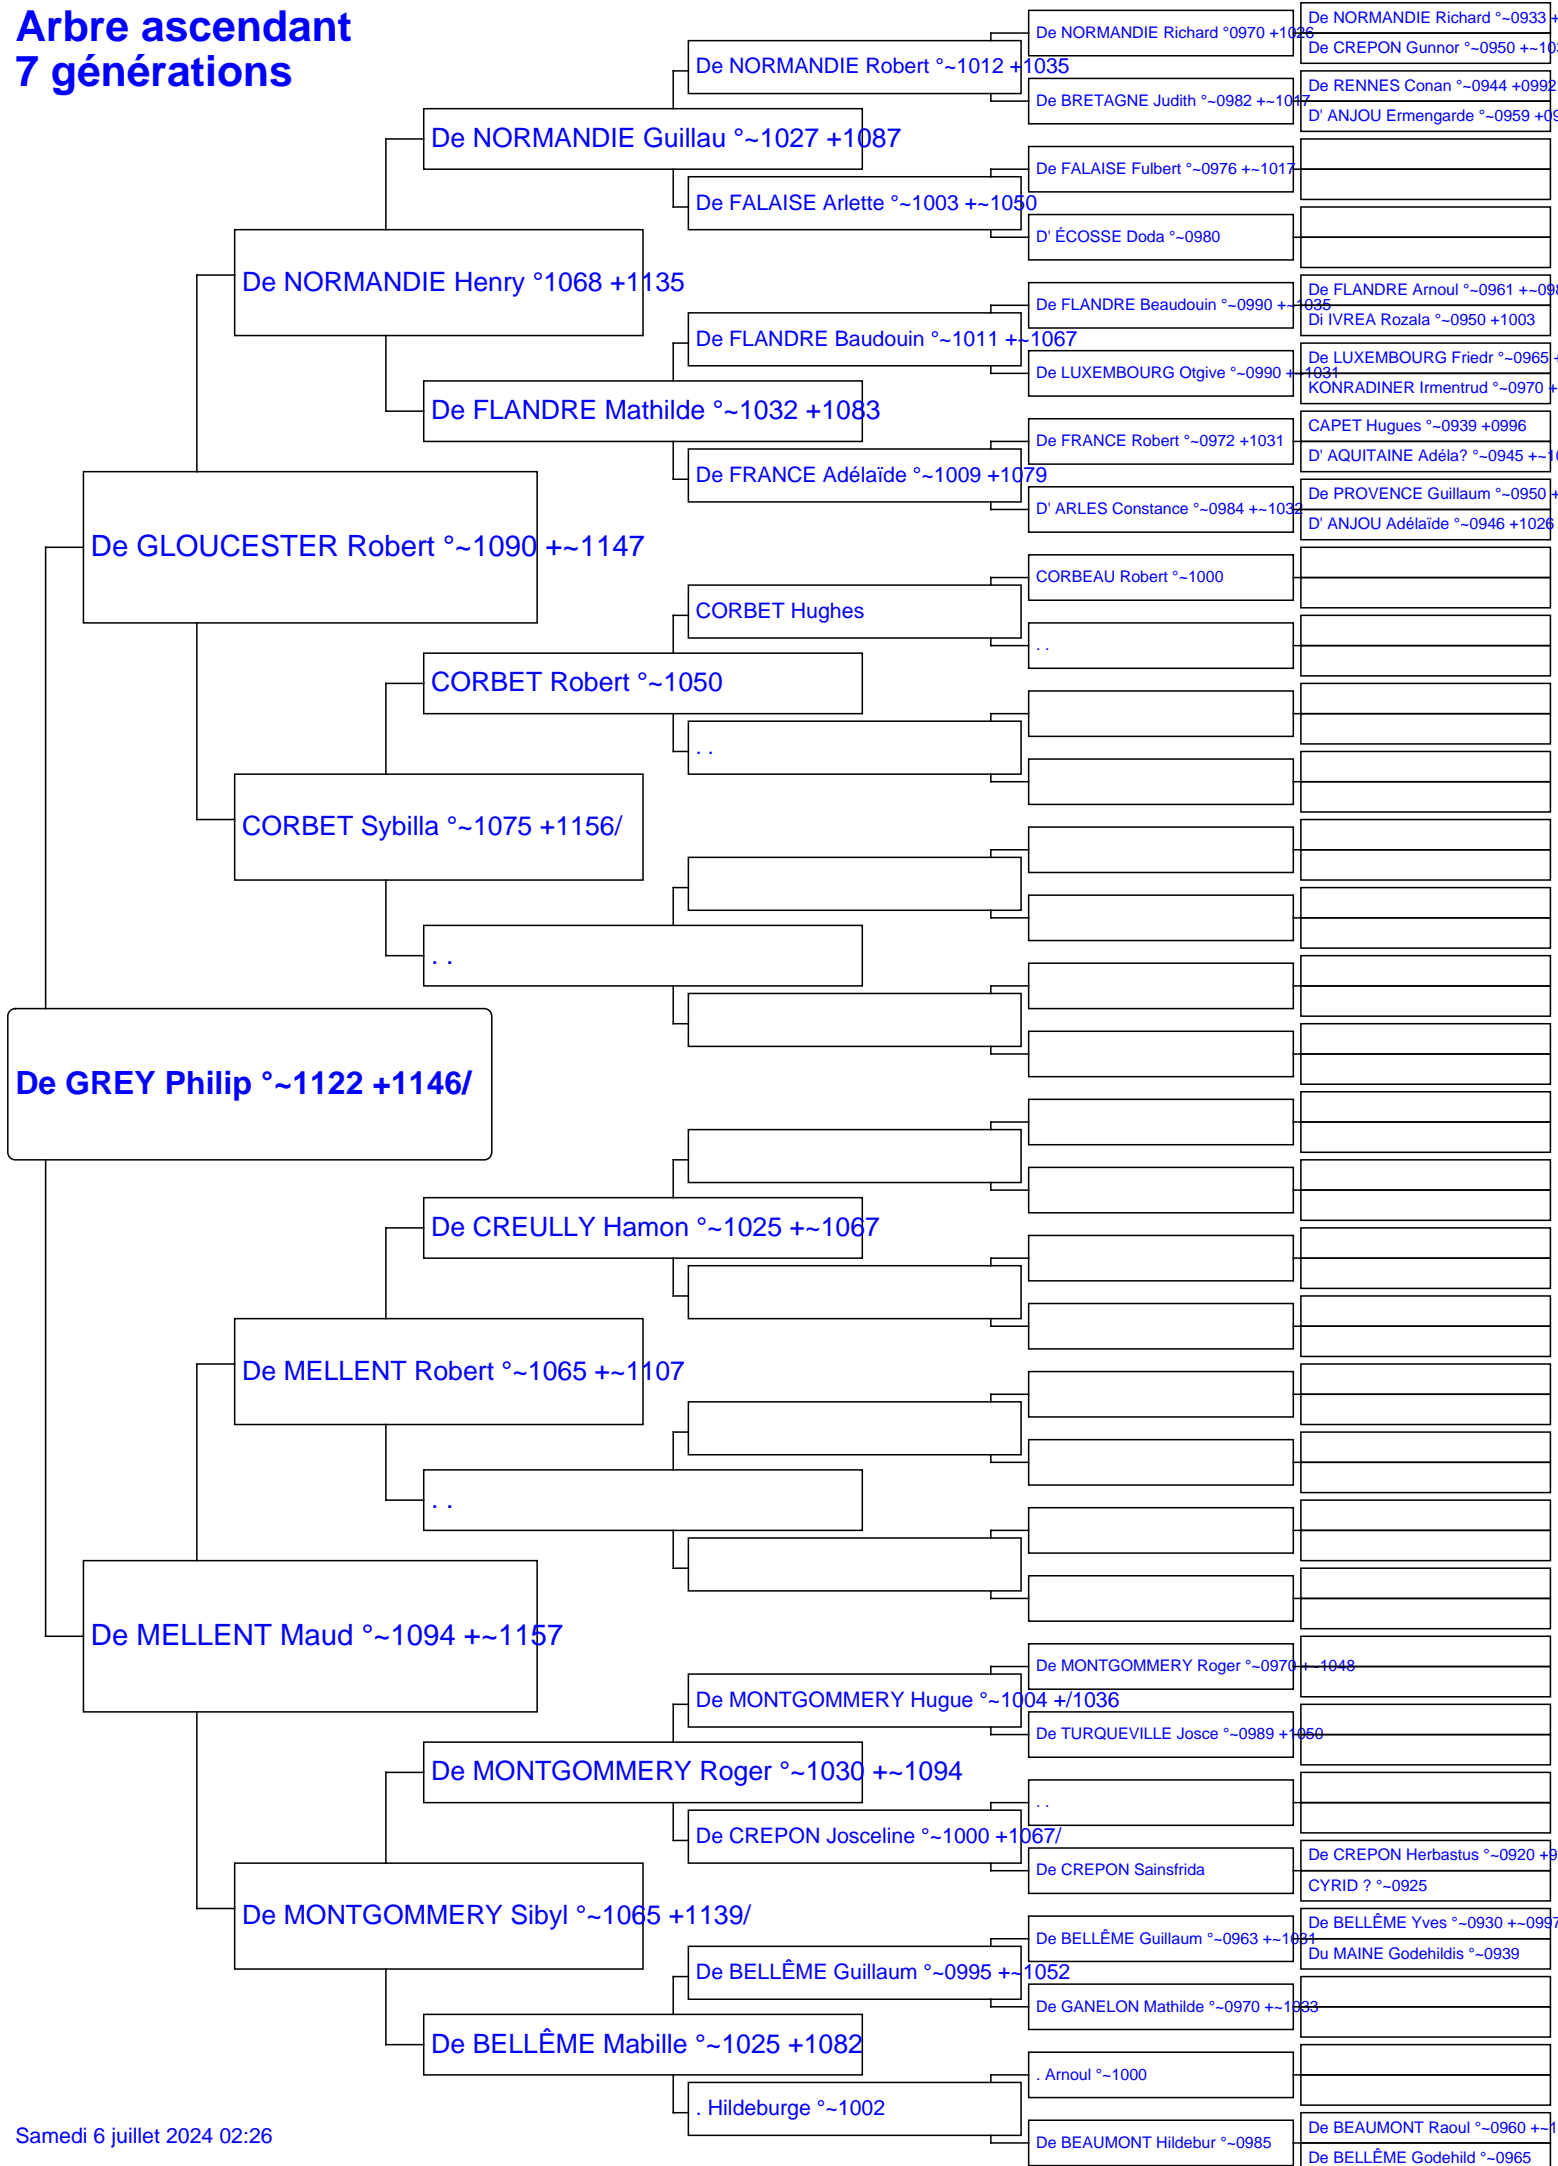 Arbre ascendant
7 générations
De GREY Philip °~1122 +1146/
De GLOUCESTER Robert °~1090 +~1147
De MELLENT Maud °~1094 +~1157
De NORMANDIE Henry °1068 +1135
CORBET Sybilla °~1075 +1156/
De MELLENT Robert °~1065 +~1107
De MONTGOMMERY Sibyl °~1065 +1139/
De NORMANDIE Guillau °~1027 +1087
De FLANDRE Mathilde °~1032 +1083
CORBET Robert °~1050
. .
De CREULLY Hamon °~1025 +~1067
. .
De MONTGOMMERY Roger °~1030 +~1094
De BELLÊME Mabille °~1025 +1082
De NORMANDIE Robert °~1012 +1035
De FALAISE Arlette °~1003 +~1050
De FLANDRE Baudouin °~1011 +~1067
De FRANCE Adélaïde °~1009 +1079
CORBET Hughes
. .
De MONTGOMMERY Hugue °~1004 +/1036
De CREPON Josceline °~1000 +1067/
De BELLÊME Guillaum °~0995 +~1052
. Hildeburge °~1002
De NORMANDIE Richard °0970 +1026
De BRETAGNE Judith °~0982 +~1017
De FALAISE Fulbert °~0976 +~1017
D' ÉCOSSE Doda °~0980
De FLANDRE Beaudouin °~0990 +~1035
De LUXEMBOURG Otgive °~0990 +~1031
De FRANCE Robert °~0972 +1031
D' ARLES Constance °~0984 +~1032
CORBEAU Robert °~1000
. .
De MONTGOMMERY Roger °~0970 +~1048
De TURQUEVILLE Josce °~0989 +1050
. .
De CREPON Sainsfrida
De BELLÊME Guillaum °~0963 +~1031
De GANELON Mathilde °~0970 +~1033
. Arnoul °~1000
De BEAUMONT Hildebur °~0985
De NORMANDIE Richard °~0933 +
De CREPON Gunnor °~0950 +~10
De RENNES Conan °~0944 +0992
D' ANJOU Ermengarde °~0959 +09
De FLANDRE Arnoul °~0961 +~098
Di IVREA Rozala °~0950 +1003
De LUXEMBOURG Friedr °~0965 +
KONRADINER Irmentrud °~0970 +
CAPET Hugues °~0939 +0996
D' AQUITAINE Adéla? °~0945 +~10
De PROVENCE Guillaum °~0950 +
D' ANJOU Adélaïde °~0946 +1026
De CREPON Herbastus °~0920 +9
CYRID ? °~0925
De BELLÊME Yves °~0930 +~0997
Du MAINE Godehildis °~0939
De BEAUMONT Raoul °~0960 +~1
De BELLÊME Godehild °~0965
Samedi 6 juillet 2024 02:26